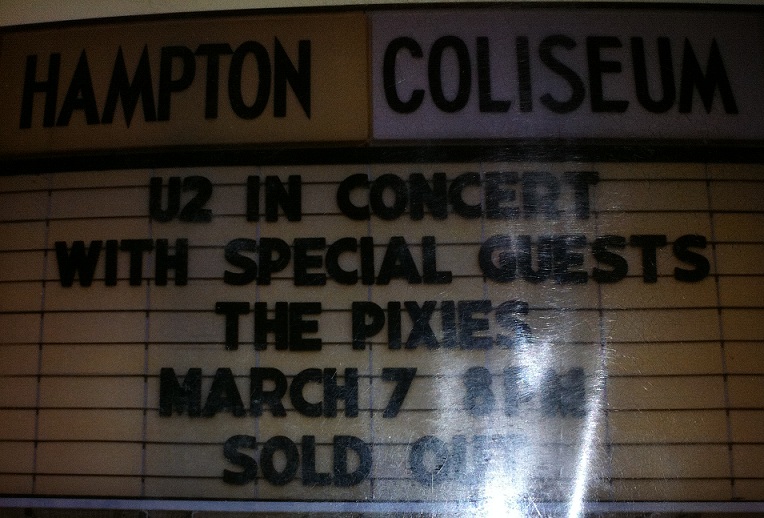 HAMPTON COLISEUM
U2 IN CONCERT
WITH SPECIAL GUESTS
THE PIXIES
MARCH 7 8PM
SOLD OUT